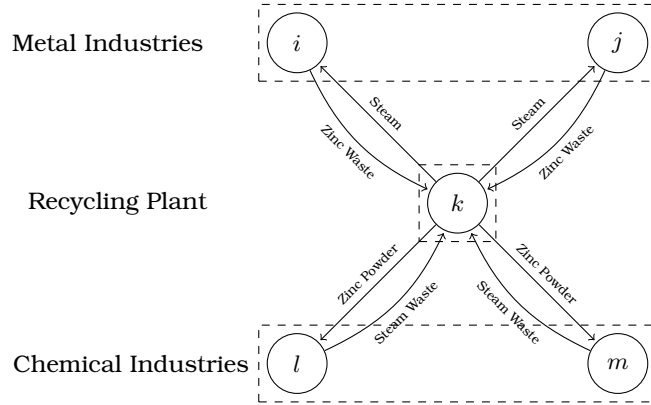 Metal Industries
i
j
Steam
Steam
Zinc Waste
Zinc Waste
Recycling Plant
k
Zinc Powder
Zinc Powder
Steam Waste
Steam Waste
Chemical Industries
l
m